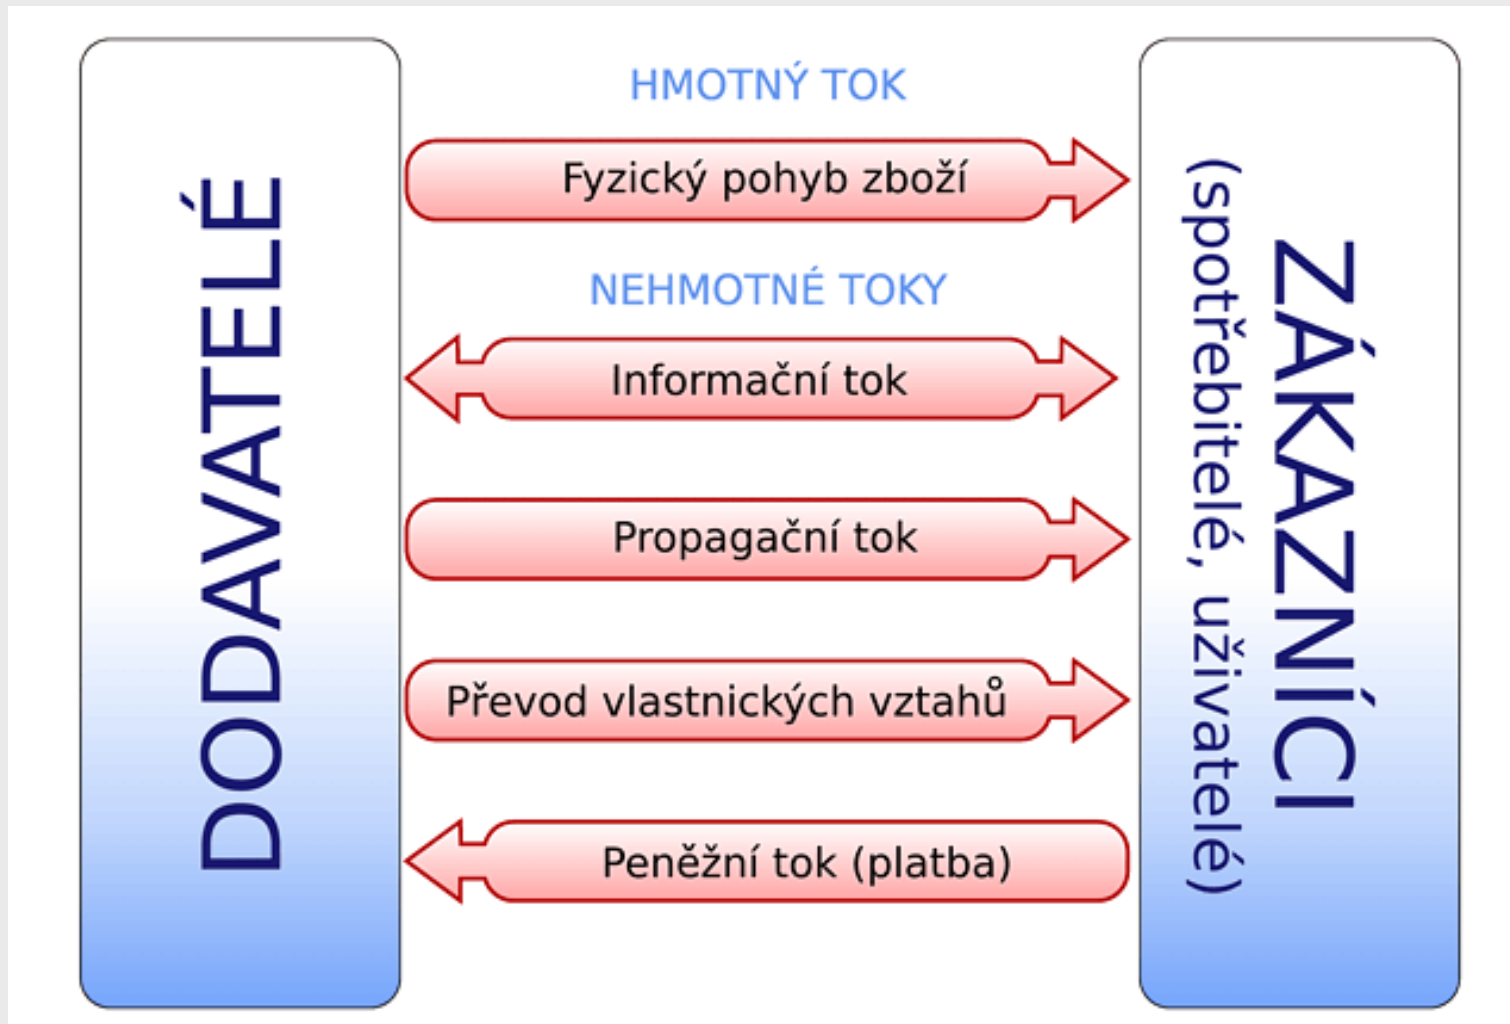 DODAVATELÉ
HMOTNÝ TOK
Fyzický pohyb zboží
NEHMOTNÉ TOKY
Informační tok
Propagační tok
Převod vlastnických vztahů
Peněžní tok (platba)
ZÁKAZNÍCI
(spotřebitelé, uživatelé)